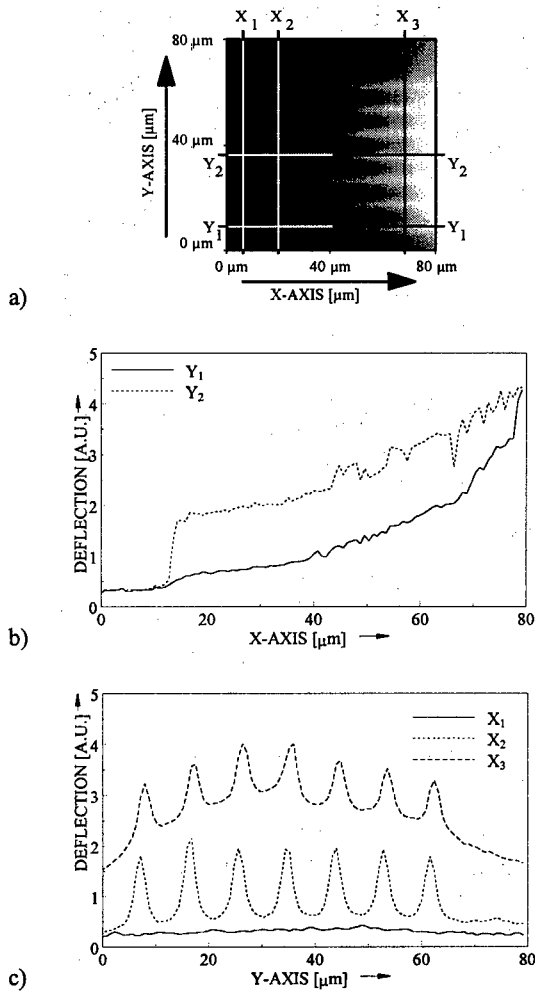 X1 X2 X3
80 μm
40 μm
0 μm
Y-AXIS [μm]
Y2 Y2
Y1 Y1
0 μm 40 μm 80 μm
X-AXIS [μm]
a)
5
4
3
2
1
0
DEFLECTION [A.U.]
Y1
Y2
0 20 40 60 80
X-AXIS [μm]
b)
5
4
3
2
1
0
DEFLECTION [A.U.]
X1
X2
X3
0 20 40 60 80
Y-AXIS [μm]
c)